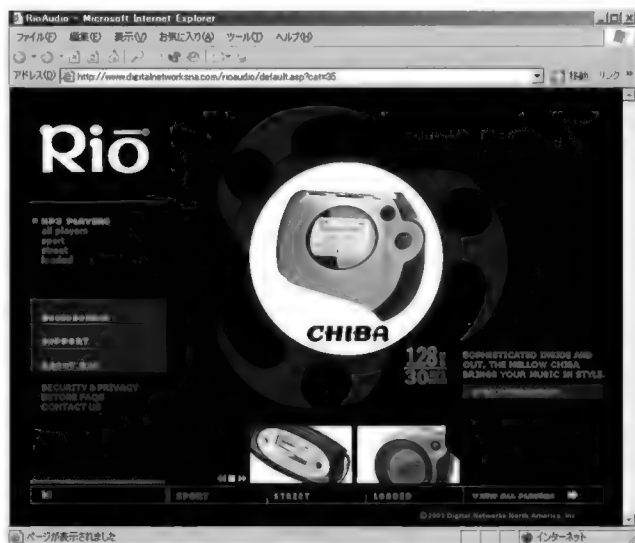 RioAudio - Microsoft Internet Explorer
ファイル(F) 編集(E) 表示(V) お気に入り(A) ツール(T) ヘルプ(H)
アドレス(D) http://www.digitalnetworksna.com/rioaudio/default.asp?cat=35 移動 リンク »
Rio
MP3 PLAYERS
all players
sport
street
loaded
SUPPORT
SECURITY & PRIVACY
ESTORE FAQS
CONTACT US
CHIBA
128
30
SOPHISTICATED INSIDE AND
OUT, THE MELLOW CHIBA
BRINGS YOUR MUSIC IN STYLE.
SPORT STREET LOADED VIEW ALL PLAYERS
©2003 Digital Networks North America, Inc
ページが表示されました インターネット